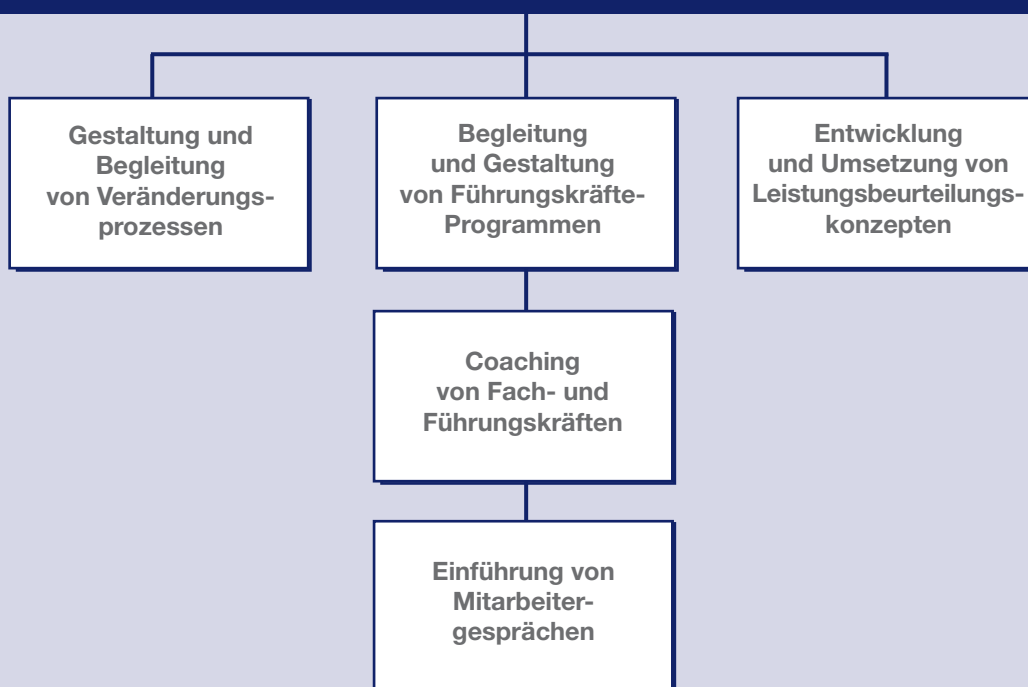 Gestaltung und
Begleitung
von Veränderungs-
prozessen
Begleitung
und Gestaltung
von Führungskräfte-
Programmen
Entwicklung
und Umsetzung von
Leistungsbeurteilungs-
konzepten
Coaching
von Fach- und
Führungskräften
Einführung von
Mitarbeiter-
gesprächen